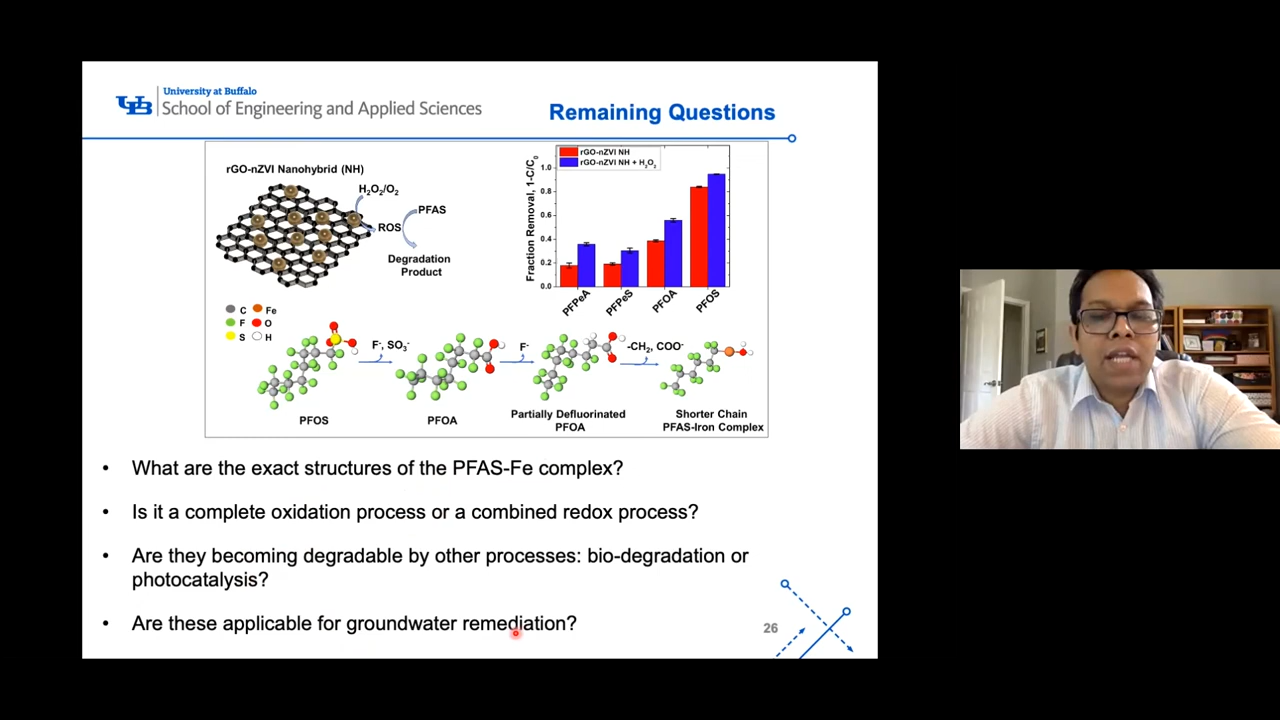 University at Buffalo
UB School of Engineering and Applied Sciences
Remaining Questions
rGO-nZVI Nanohybrid (NH)
H2O2/O2
ROS
PFAS
Degradation
Product
C Fe
F O
S H
Fraction Removal, 1-C/C0
rGO-nZVI NH
rGO-nZVI NH + H2O2
1.0
0.8
0.6
0.4
0.2
0.0
PFPeA
PFPeS
PFOA
PFOS
F-, SO3-
F-
-CH2, COO-
PFOS
PFOA
Partially Defluorinated
PFOA
Shorter Chain
PFAS-Iron Complex
• What are the exact structures of the PFAS-Fe complex?
• Is it a complete oxidation process or a combined redox process?
• Are they becoming degradable by other processes: bio-degradation or
photocatalysis?
• Are these applicable for groundwater remediation?
26